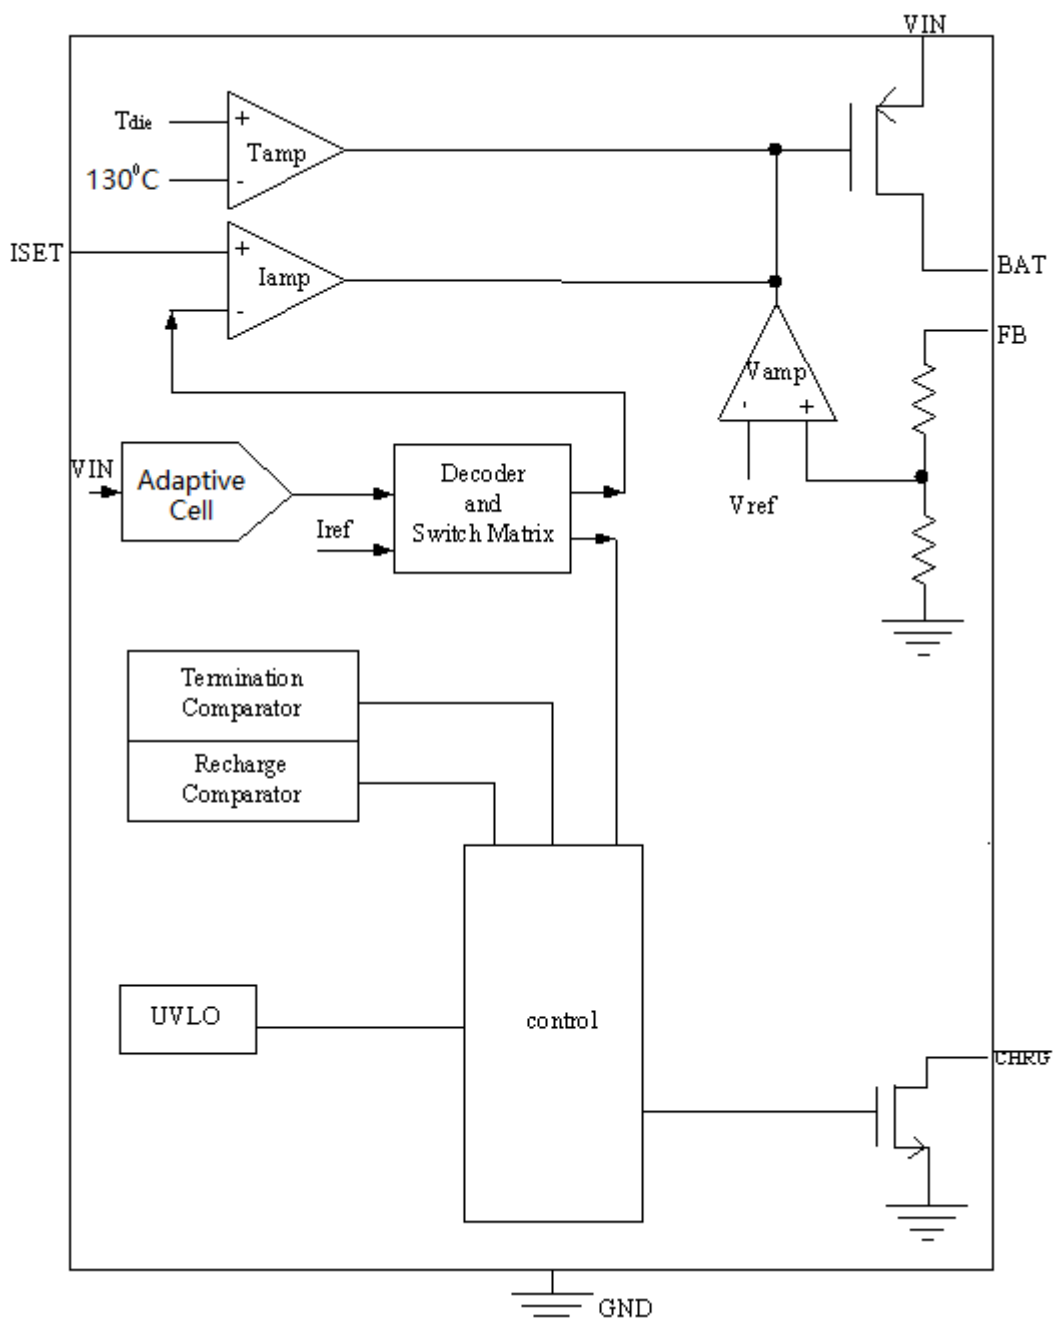 VIN
Tdie
+
Tamp
130⁰C
-
ISET
+
Iamp
-
BAT
FB
Vamp
-
+
VIN
Adaptive
Cell
Decoder
and
Switch Matrix
Iref
Vref
Termination
Comparator
Recharge
Comparator
UVLO
control
CHRG
GND